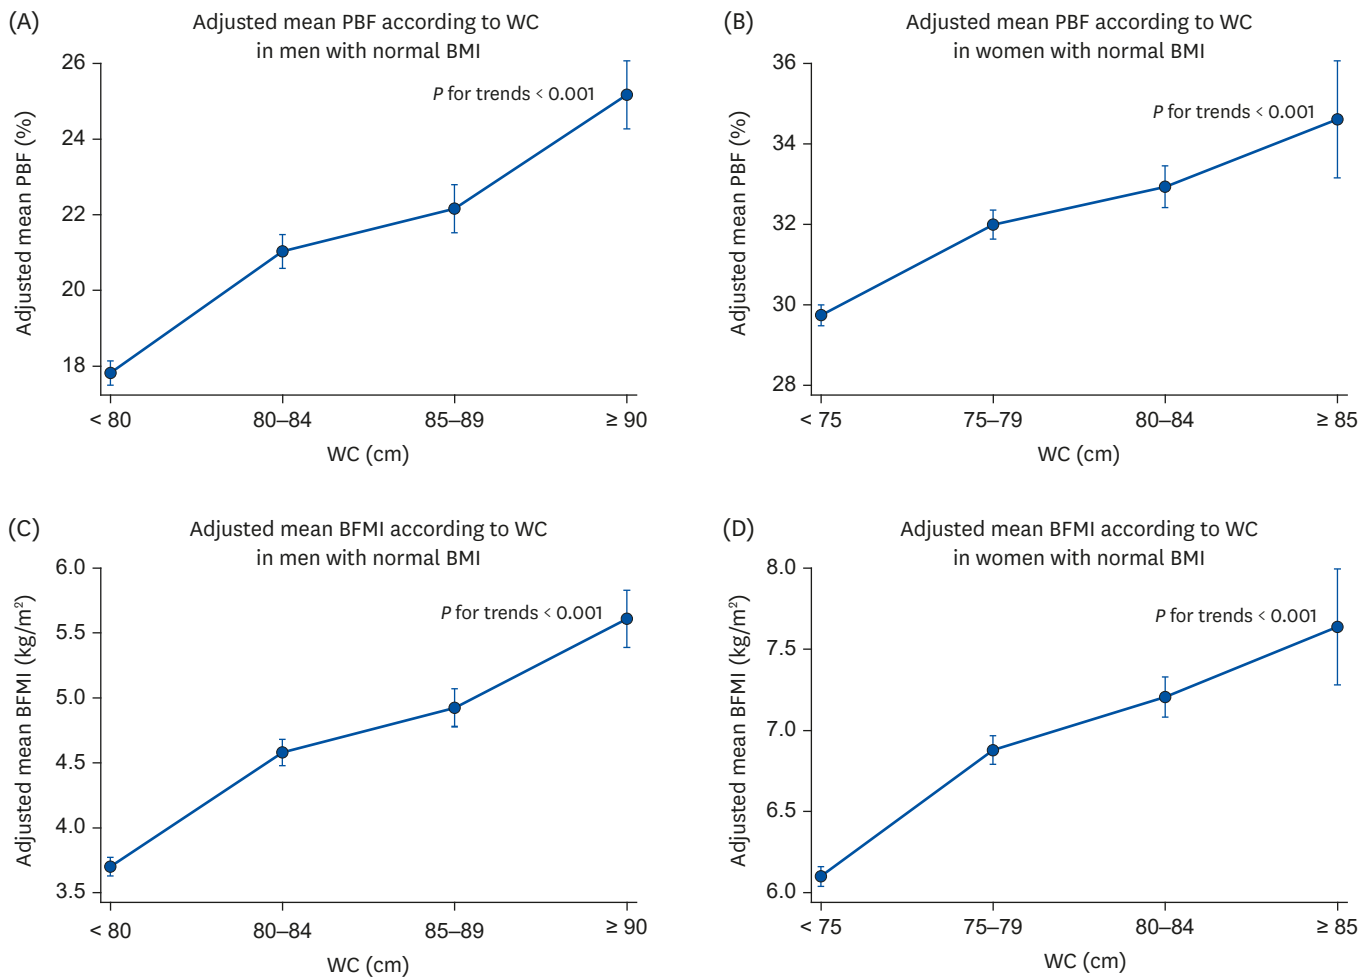 (A)
Adjusted mean PBF according to WC
in men with normal BMI
Adjusted mean PBF (%)
26
24
22
20
18
P for trends < 0.001
< 80
80–84
85–89
≥ 90
WC (cm)
(B)
Adjusted mean PBF according to WC
in women with normal BMI
Adjusted mean PBF (%)
36
34
32
30
28
P for trends < 0.001
< 75
75–79
80–84
≥ 85
WC (cm)
(C)
Adjusted mean BFMI according to WC
in men with normal BMI
Adjusted mean BFMI (kg/m²)
6.0
5.5
5.0
4.5
4.0
3.5
P for trends < 0.001
< 80
80–84
85–89
≥ 90
WC (cm)
(D)
Adjusted mean BFMI according to WC
in women with normal BMI
Adjusted mean BFMI (kg/m²)
8.0
7.5
7.0
6.5
6.0
P for trends < 0.001
< 75
75–79
80–84
≥ 85
WC (cm)